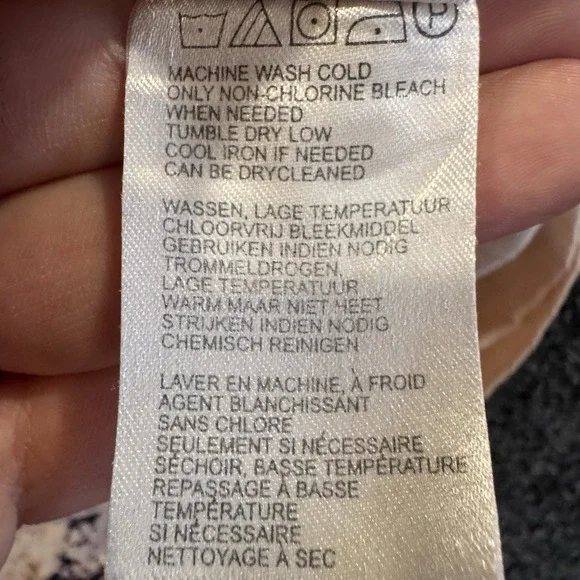 P
MACHINE WASH COLD
ONLY NON-CHLORINE BLEACH
WHEN NEEDED
TUMBLE DRY LOW
COOL IRON IF NEEDED
CAN BE DRYCLEANED
WASSEN, LAGE TEMPERATUUR
CHLOORVRIJ BLEEKMIDDEL
GEBRUIKEN INDIEN NODIG
TROMMELDROGEN,
LAGE TEMPERATUUR
WARM MAAR NIET HEET
STRIJKEN INDIEN NODIG
CHEMISCH REINIGEN
LAVER EN MACHINE, À FROID
AGENT BLANCHISSANT
SANS CHLORE
SEULEMENT SI NÉCESSAIRE
SÉCHOIR, BASSE TEMPÉRATURE
REPASSAGE À BASSE
TEMPÉRATURE
SI NÉCESSAIRE
NETTOYAGE À SEC